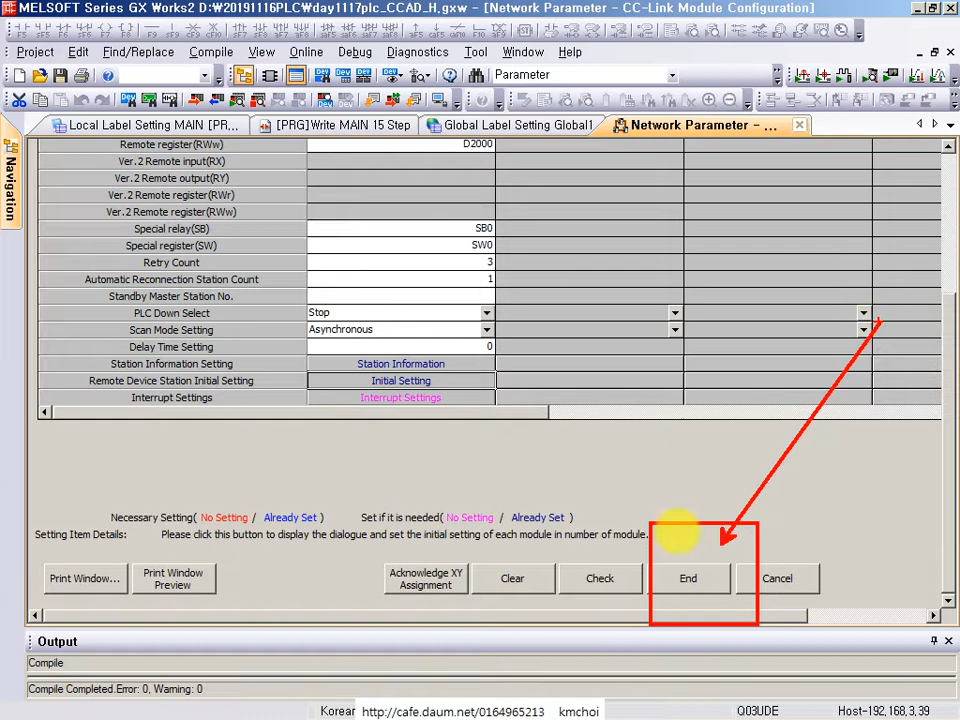 MELSOFT Series GX Works2 D:₩20191116PLC₩day1117plc_CCAD_H.gxw - [Network Parameter - CC-Link Module Configuration]
Project Edit Find/Replace Compile View Online Debug Diagnostics Tool Window Help
Parameter
Local Label Setting MAIN [PR... [PRG]Write MAIN 15 Step Global Label Setting Global1 Network Parameter - ...
Navigation
Remote register(RWw) D2000
Ver.2 Remote input(RX)
Ver.2 Remote output(RY)
Ver.2 Remote register(RWr)
Ver.2 Remote register(RWw)
Special relay(SB) SB0
Special register(SW) SW0
Retry Count 3
Automatic Reconnection Station Count 1
Standby Master Station No.
PLC Down Select Stop
Scan Mode Setting Asynchronous
Delay Time Setting 0
Station Information Setting Station Information
Remote Device Station Initial Setting Initial Setting
Interrupt Settings Interrupt Settings
Necessary Setting( No Setting / Already Set ) Set if it is needed( No Setting / Already Set )
Setting Item Details: Please click this button to display the dialogue and set the initial setting of each module in number of module.
Print Window... Print Window Preview Acknowledge XY Assignment Clear Check End Cancel
Output
Compile
Compile Completed.Error: 0, Warning: 0
Korear http://cafe.daum.net/0164965213 kmchoi Q03UDE Host-192.168.3.39